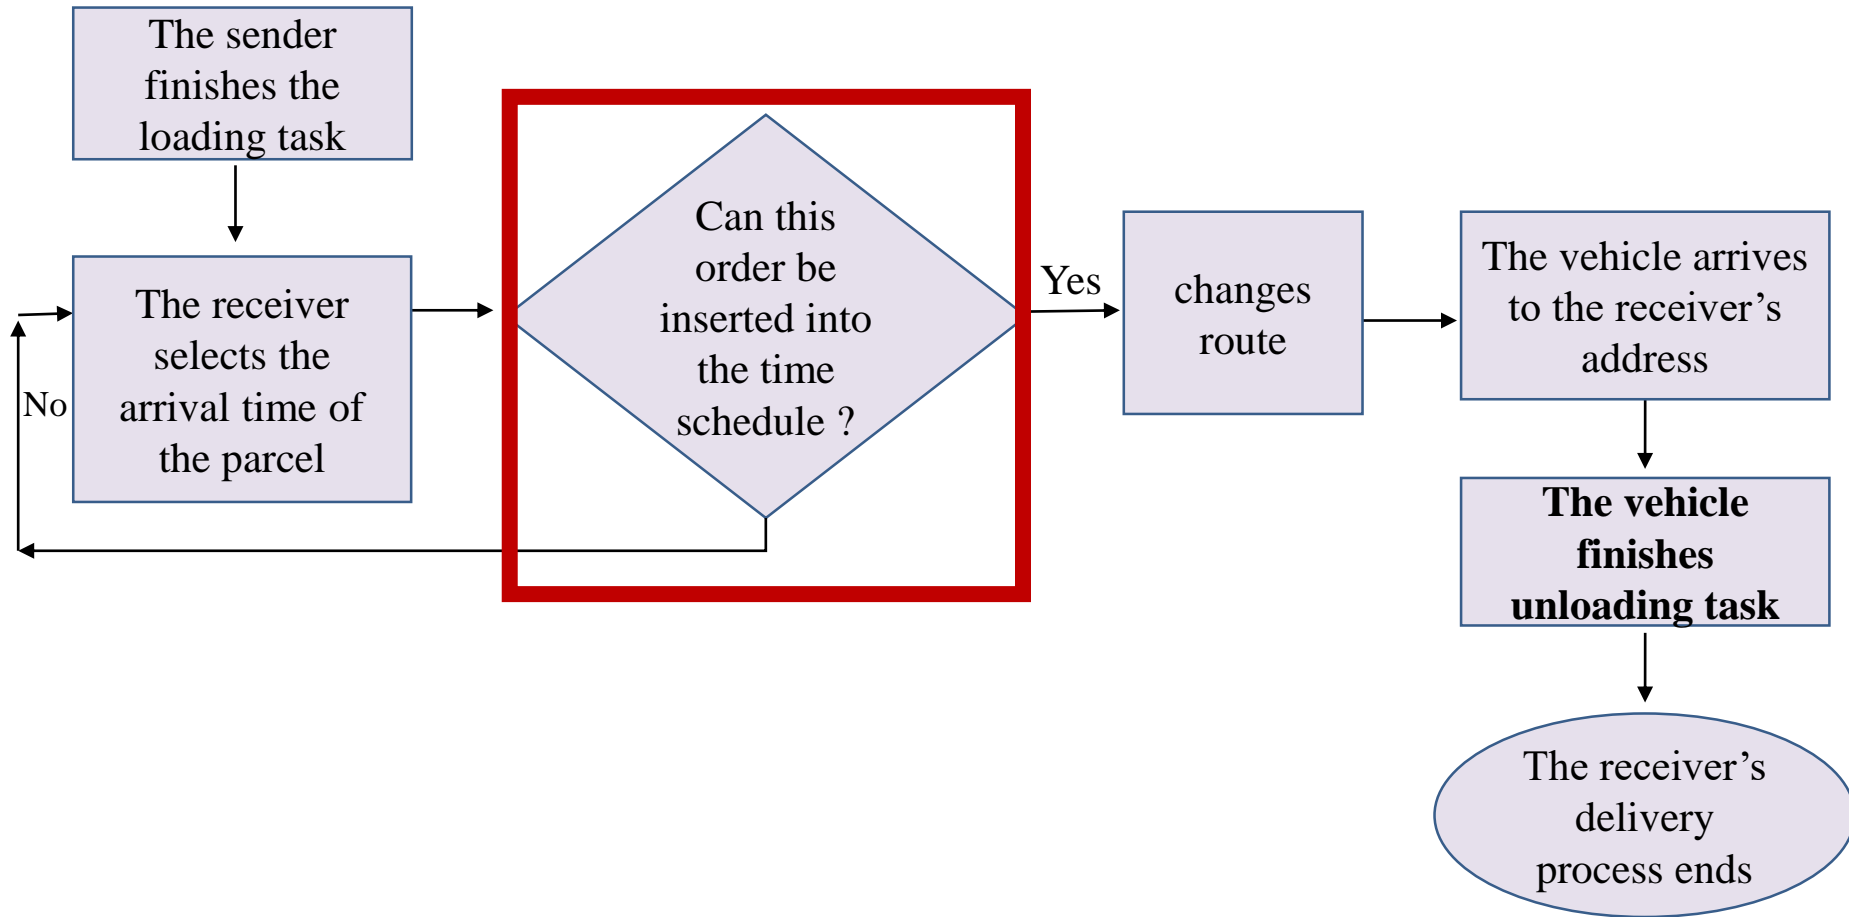 The sender
finishes the
loading task
The receiver
selects the
arrival time of
the parcel
No
Can this
order be
inserted into
the time
schedule ?
Yes
changes
route
The vehicle arrives
to the receiver’s
address
The vehicle
finishes
unloading task
The receiver’s
delivery
process ends